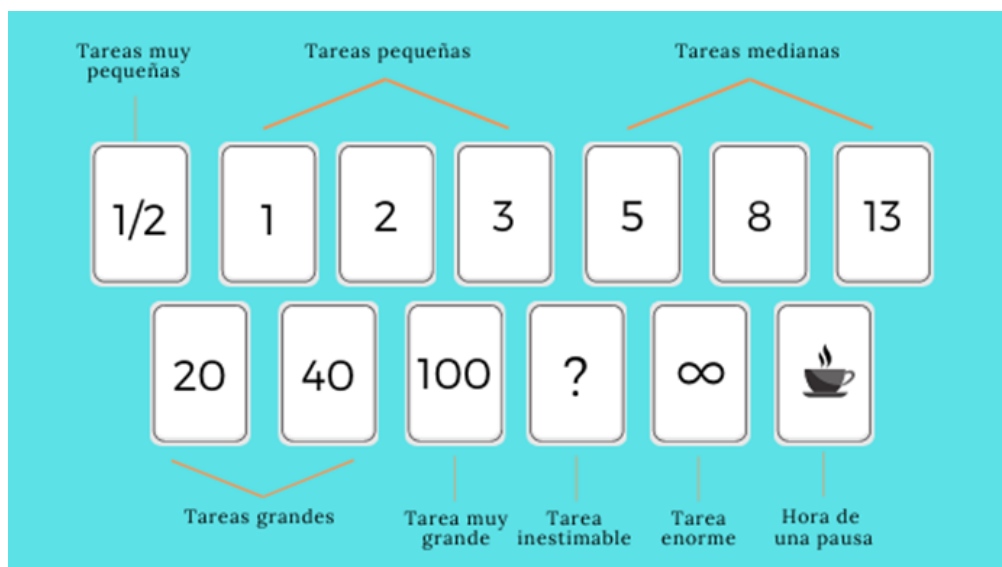 Tareas muy
pequeñas
Tareas pequeñas
Tareas medianas
1/2
1
2
3
5
8
13
20
40
100
?
∞
Tareas grandes
Tarea muy
grande
Tarea
inestimable
Tarea
enorme
Hora de
una pausa